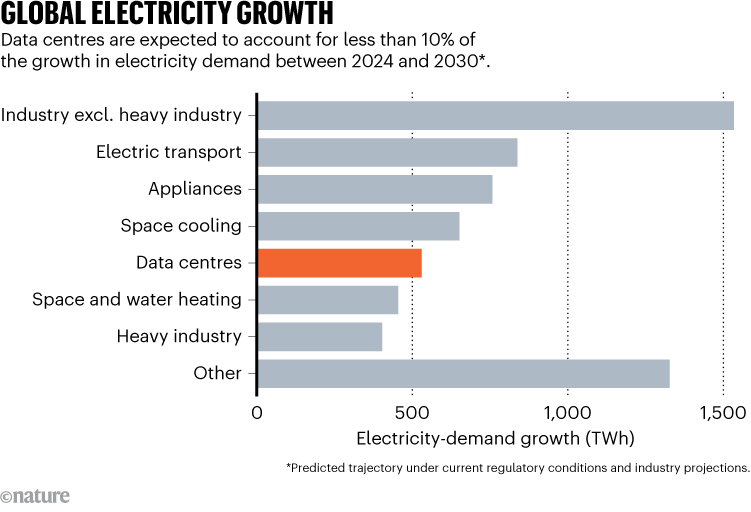 GLOBAL ELECTRICITY GROWTH
Data centres are expected to account for less than 10% of
the growth in electricity demand between 2024 and 2030*.
Industry excl. heavy industry
Electric transport
Appliances
Space cooling
Data centres
Space and water heating
Heavy industry
Other
0 500 1,000 1,500
Electricity-demand growth (TWh)
*Predicted trajectory under current regulatory conditions and industry projections.
©nature